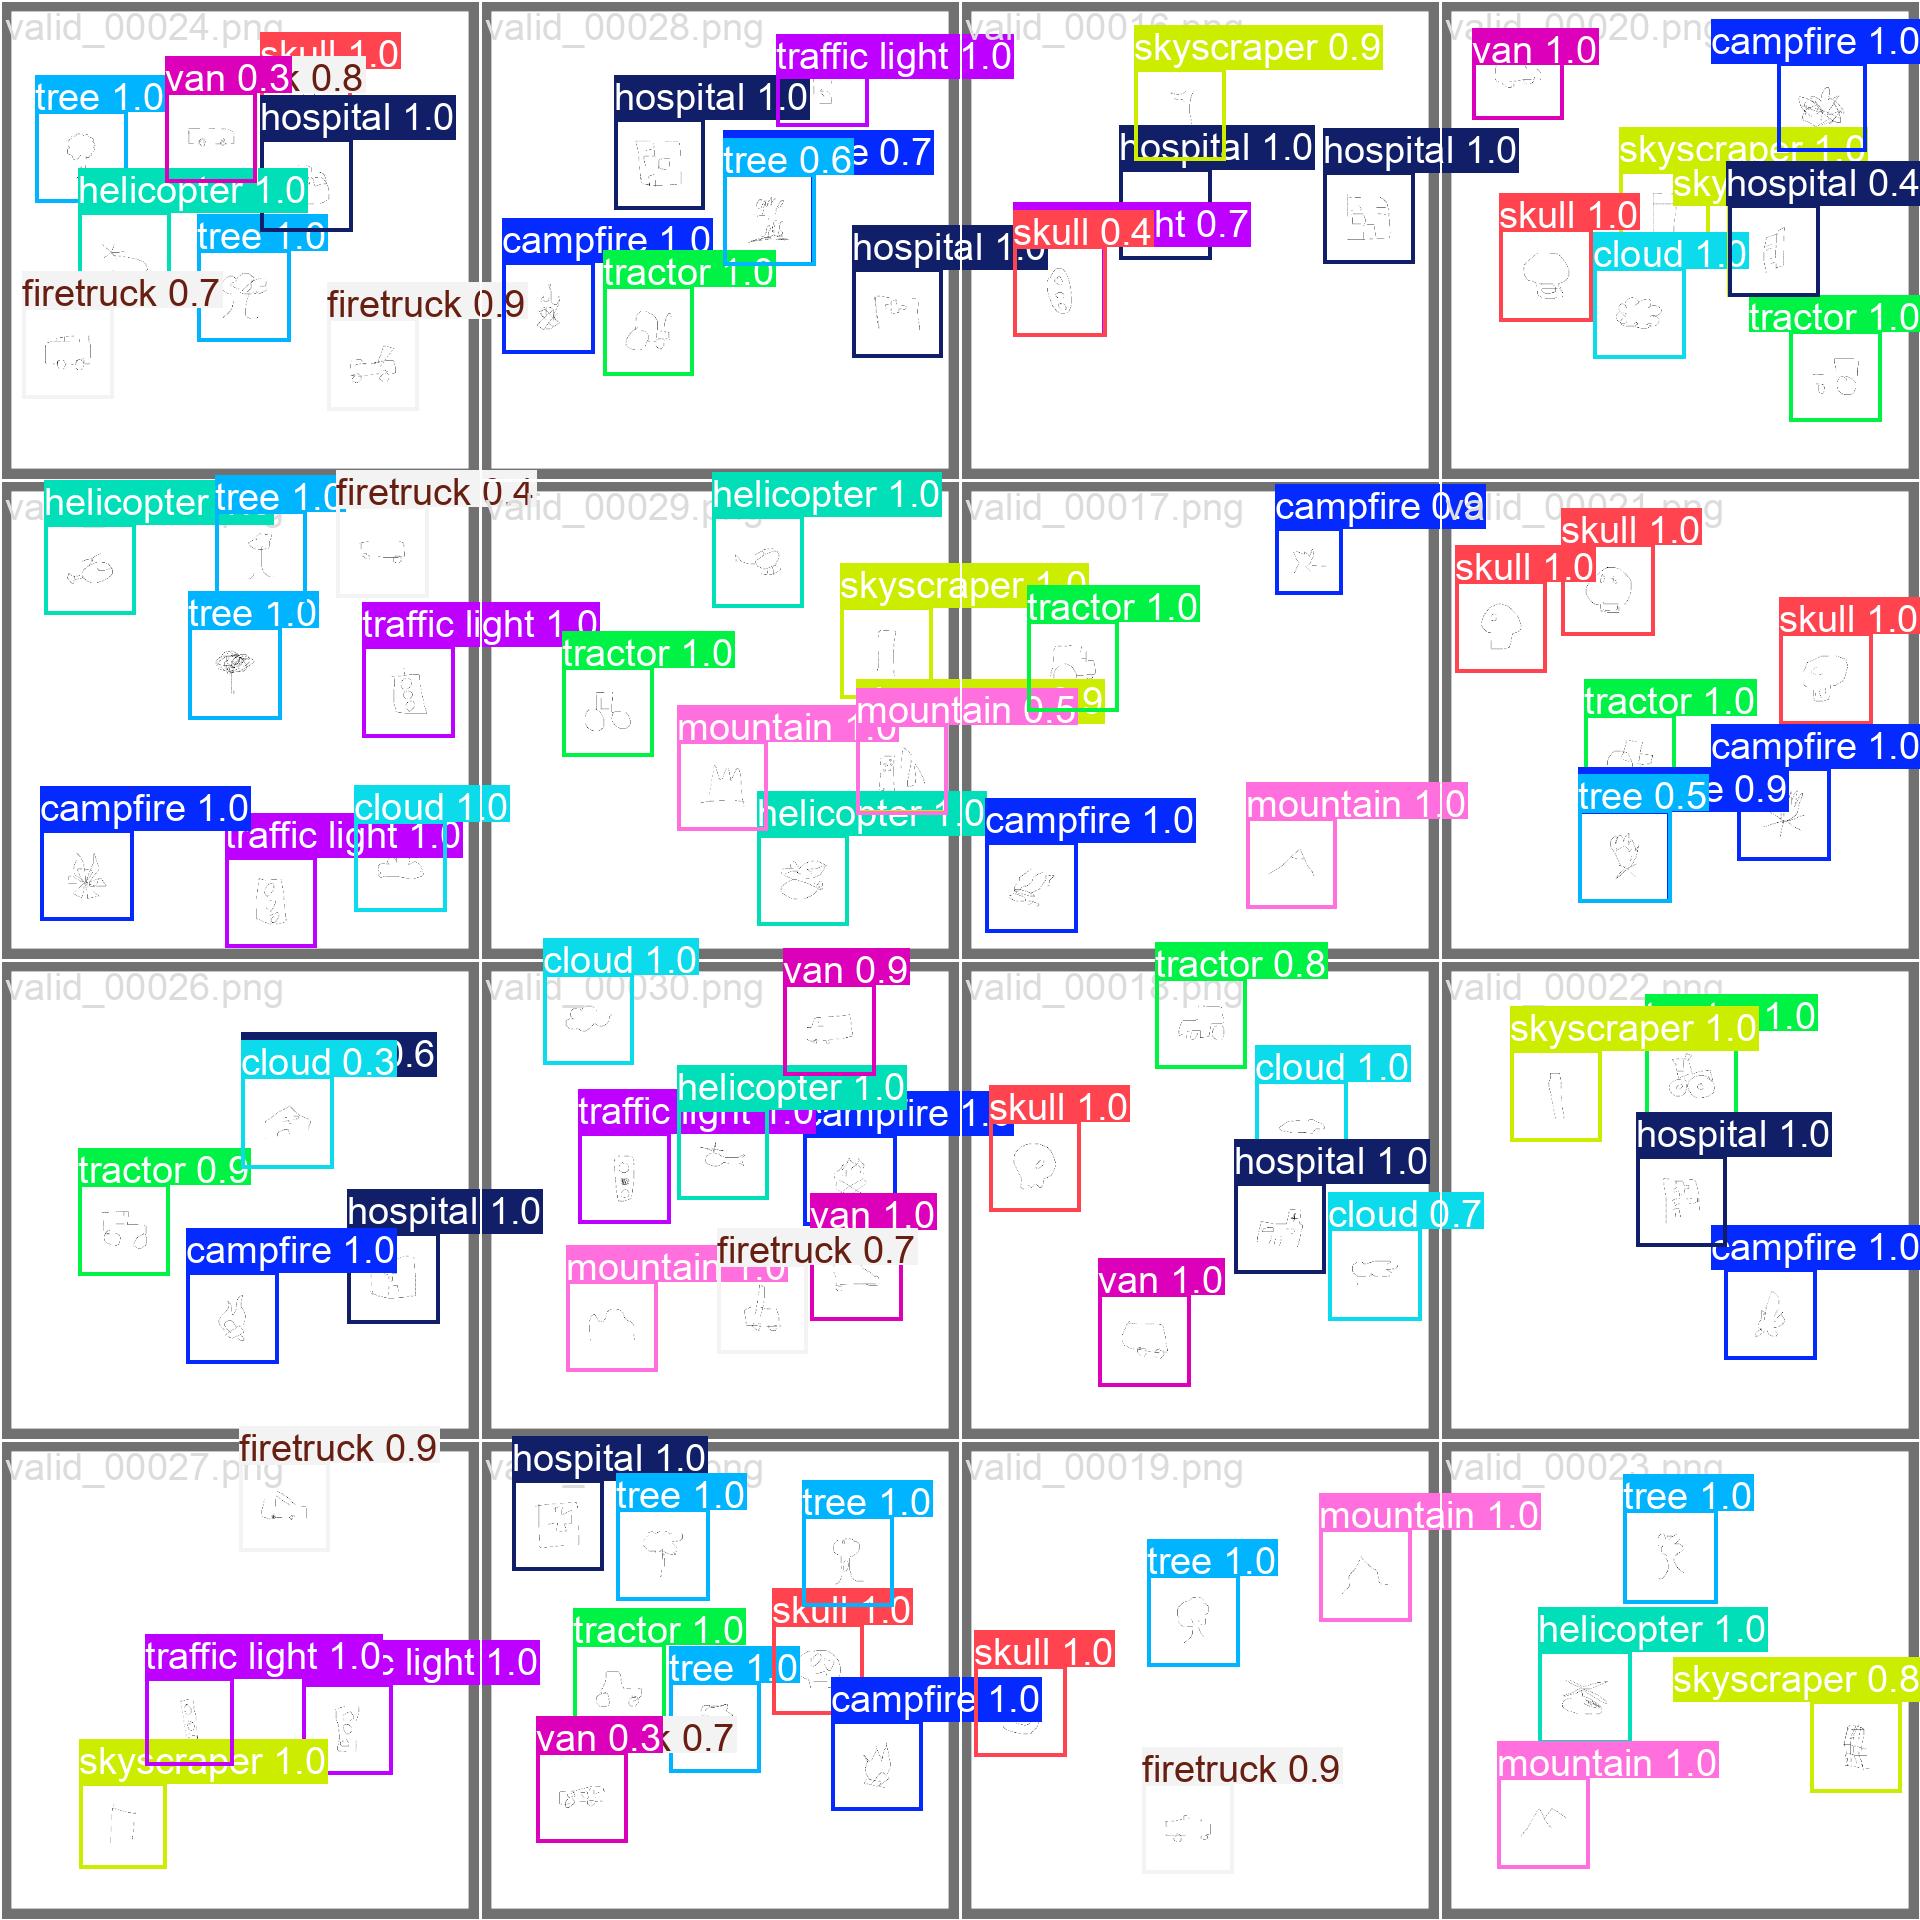 valid_00024.png
skull 1.0
van 0.3
k 0.8
tree 1.0
hospital 1.0
helicopter 1.0
tree 1.0
firetruck 0.7
firetruck 0.9
valid_00028.png
traffic light 1.0
hospital 1.0
tree 0.6
e 0.7
campfire 1.0
hospital 1.0
tractor 1.0
skyscraper 0.9
hospital 1.0
hospital 1.0
skull 0.4
ht 0.7
van 1.0
campfire 1.0
skyscraper 1.0
sky
hospital 0.4
skull 1.0
cloud 1.0
tractor 1.0
helicopter
tree 1.0
firetruck 0.4
tree 1.0
traffic light 1.0
campfire 1.0
traffic light 1.0
cloud 1.0
valid_00029.png
helicopter 1.0
skyscraper 1.0
tractor 1.0
mountain 1.0
mountain 0.5
9
helicopter 1.0
valid_00017.png
campfire 0.9
tractor 1.0
campfire 1.0
mountain 1.0
skull 1.0
skull 1.0
skull 1.0
tractor 1.0
campfire 1.0
tree 0.5
e 0.9
valid_00026.png
cloud 0.3
0.6
tractor 0.9
hospital 1.0
campfire 1.0
valid_00030.png
cloud 1.0
van 0.9
helicopter 1.0
traffic light 1.0
campfire 1.0
van 1.0
firetruck 0.7
mountain 1.0
valid_00018.png
tractor 0.8
cloud 1.0
skull 1.0
hospital 1.0
cloud 0.7
van 1.0
valid_00022.png
1.0
skyscraper 1.0
hospital 1.0
campfire 1.0
valid_00027.png
firetruck 0.9
traffic light 1.0
c light 1.0
skyscraper 1.0
hospital 1.0
tree 1.0
tree 1.0
skull 1.0
tractor 1.0
tree 1.0
campfire 1.0
van 0.3
k 0.7
valid_00019.png
mountain 1.0
tree 1.0
skull 1.0
firetruck 0.9
valid_00023.png
tree 1.0
helicopter 1.0
skyscraper 0.8
mountain 1.0